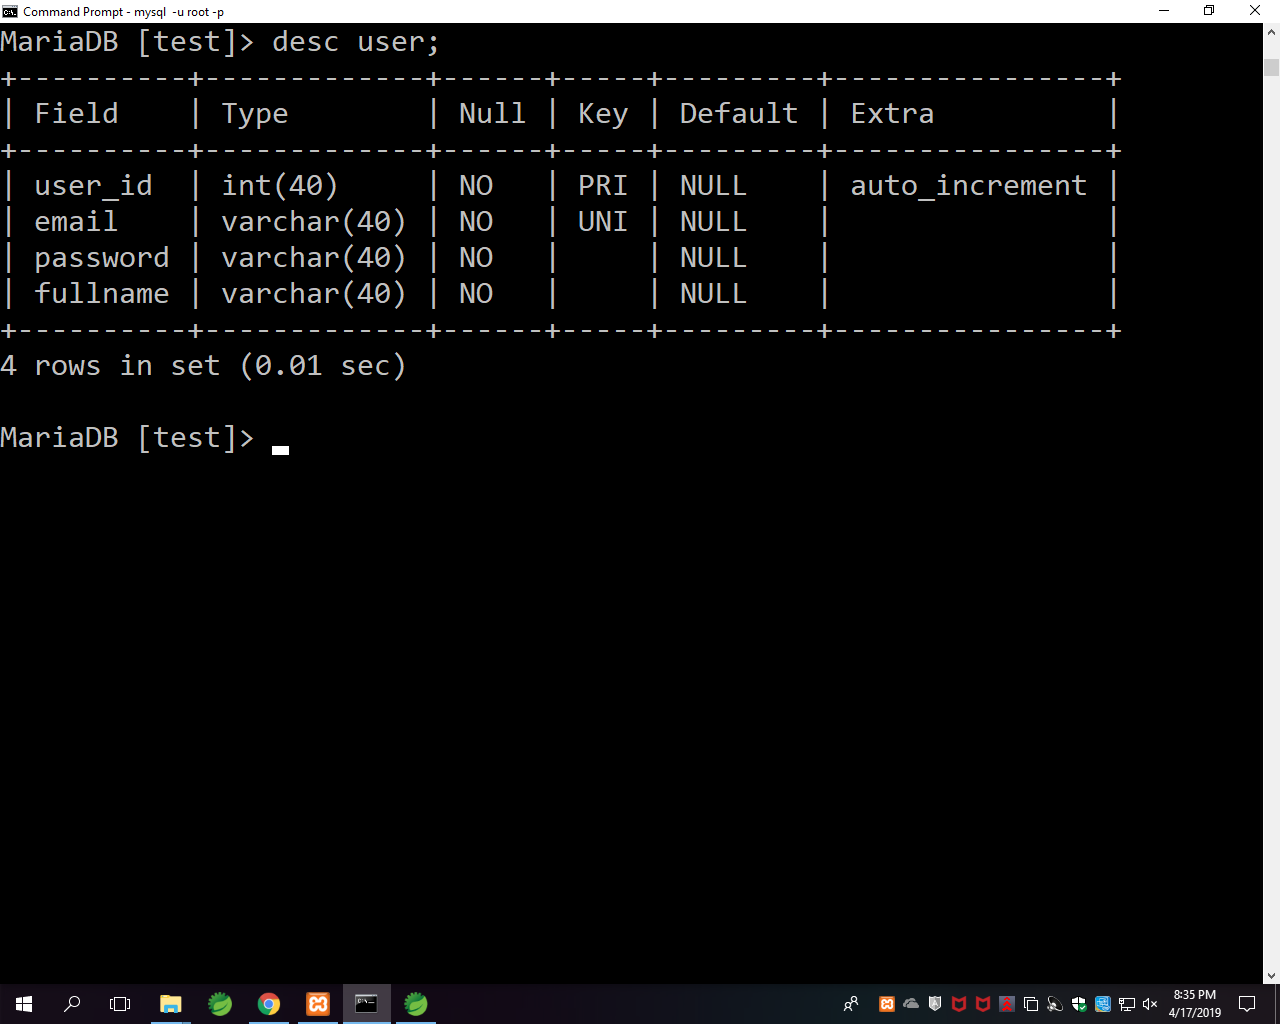 Command Prompt - mysql  -u root -p
MariaDB [test]> desc user;
+----------+-------------+------+-----+---------+----------------+
| Field    | Type        | Null | Key | Default | Extra          |
+----------+-------------+------+-----+---------+----------------+
| user_id  | int(40)     | NO   | PRI | NULL    | auto_increment |
| email    | varchar(40) | NO   | UNI | NULL    |                |
| password | varchar(40) | NO   |     | NULL    |                |
| fullname | varchar(40) | NO   |     | NULL    |                |
+----------+-------------+------+-----+---------+----------------+
4 rows in set (0.01 sec)
MariaDB [test]>
8:35 PM
4/17/2019